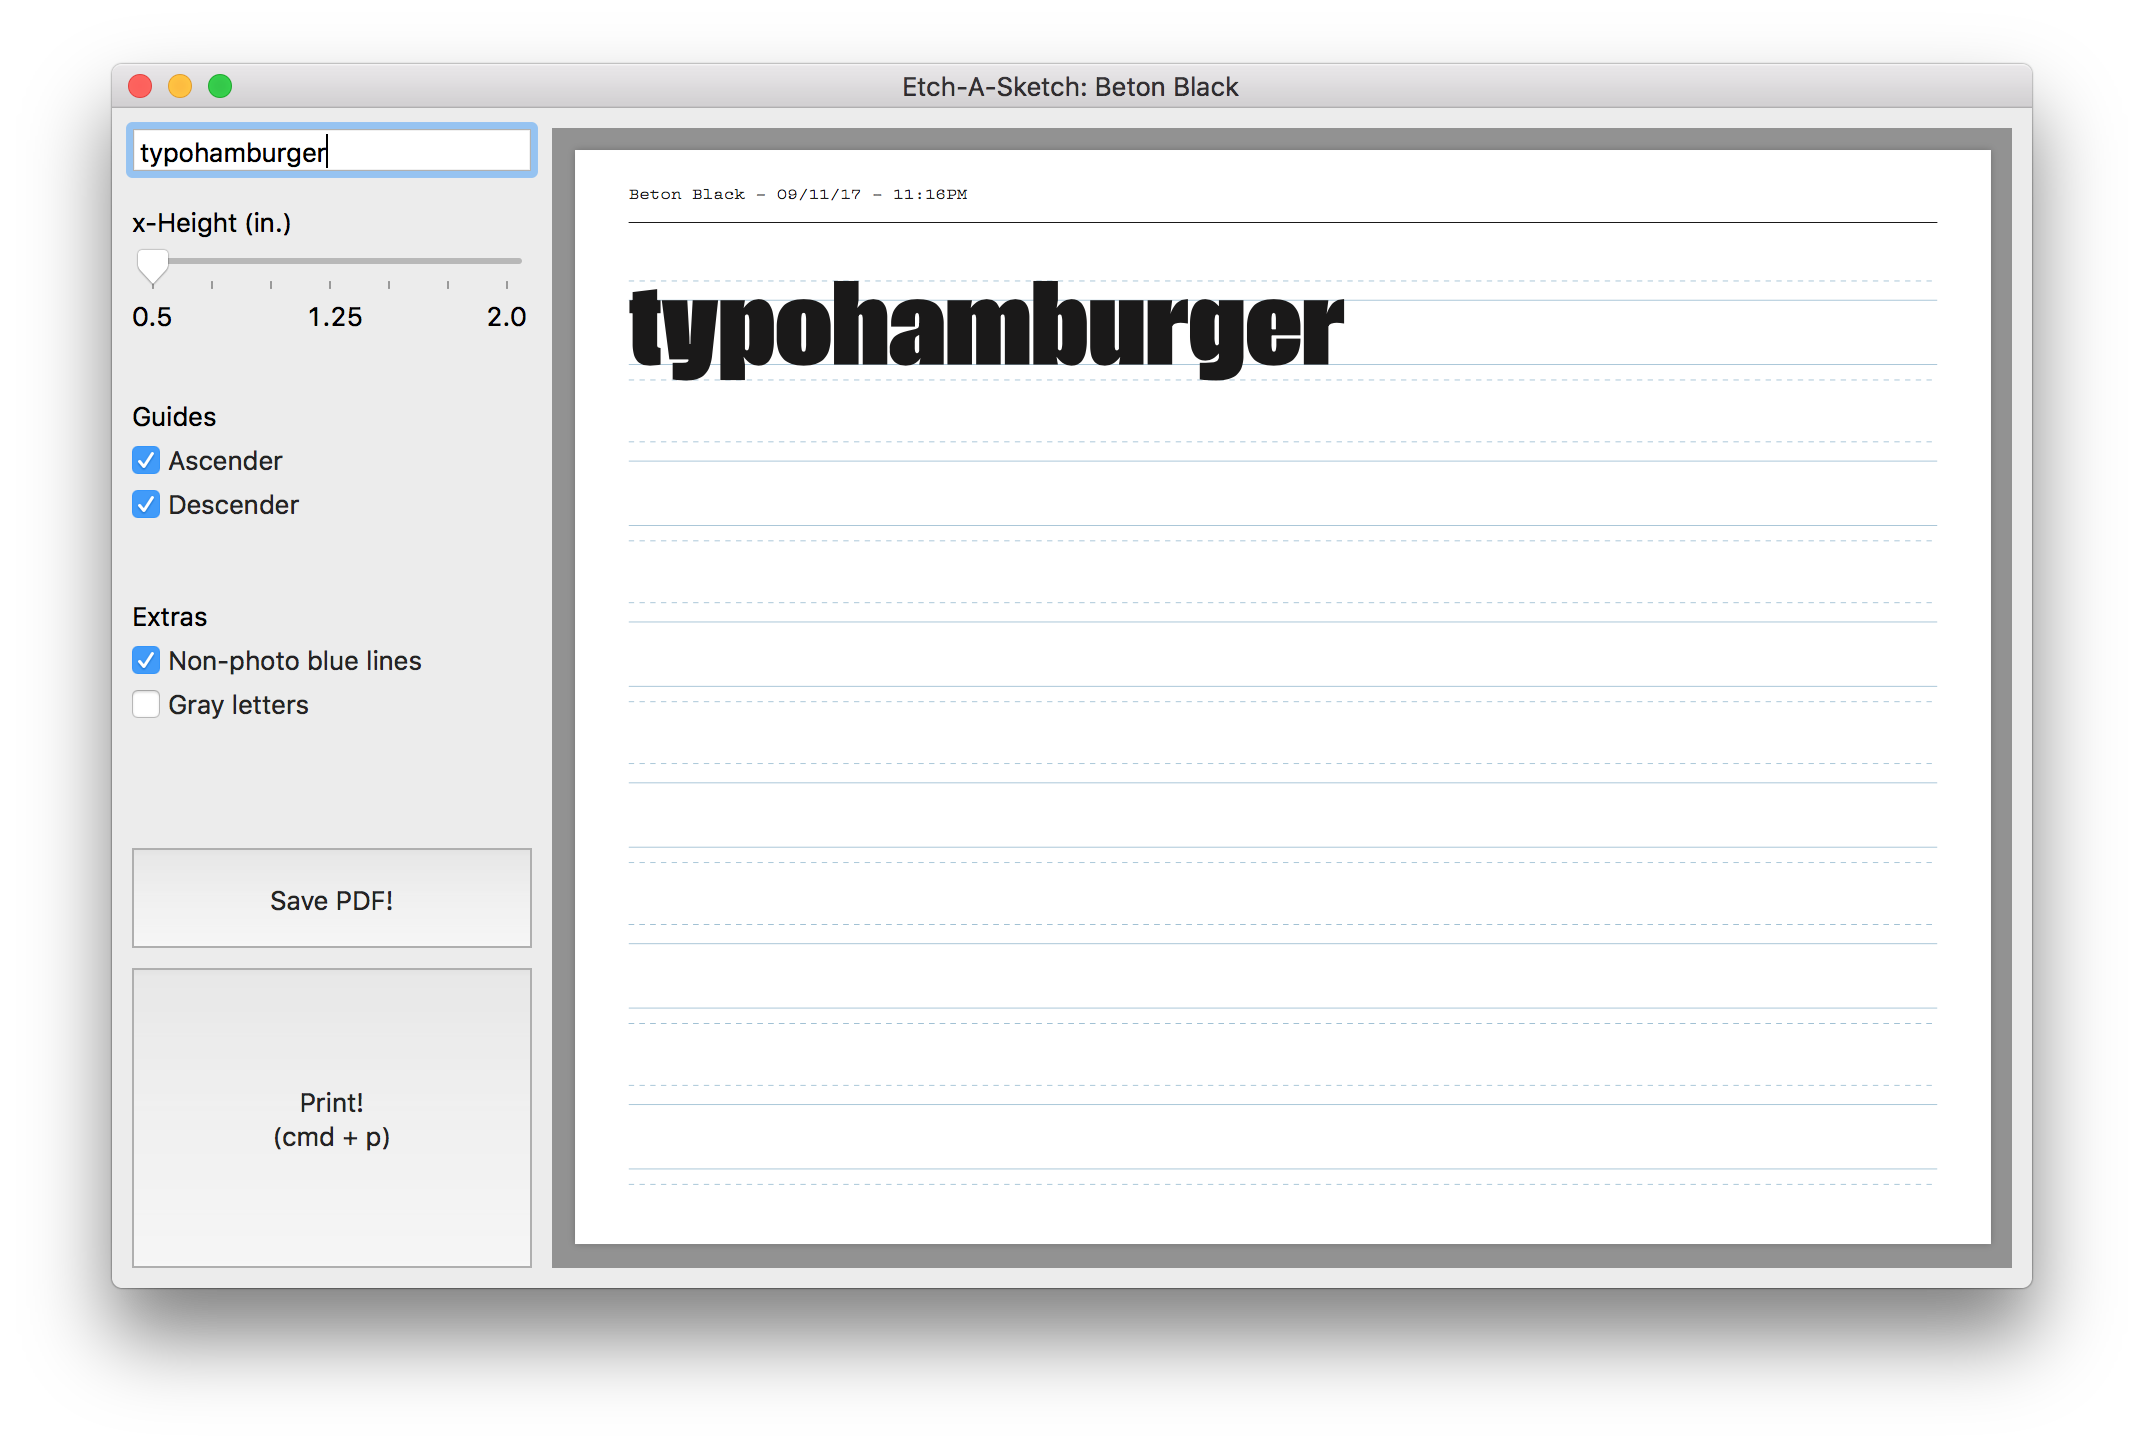 Etch-A-Sketch: Beton Black
typohamburger
x-Height (in.)
0.5 1.25 2.0
Guides
Ascender
Descender
Extras
Non-photo blue lines
Gray letters
Save PDF!
Print!
(cmd + p)
Beton Black - 09/11/17 - 11:16PM
typohamburger